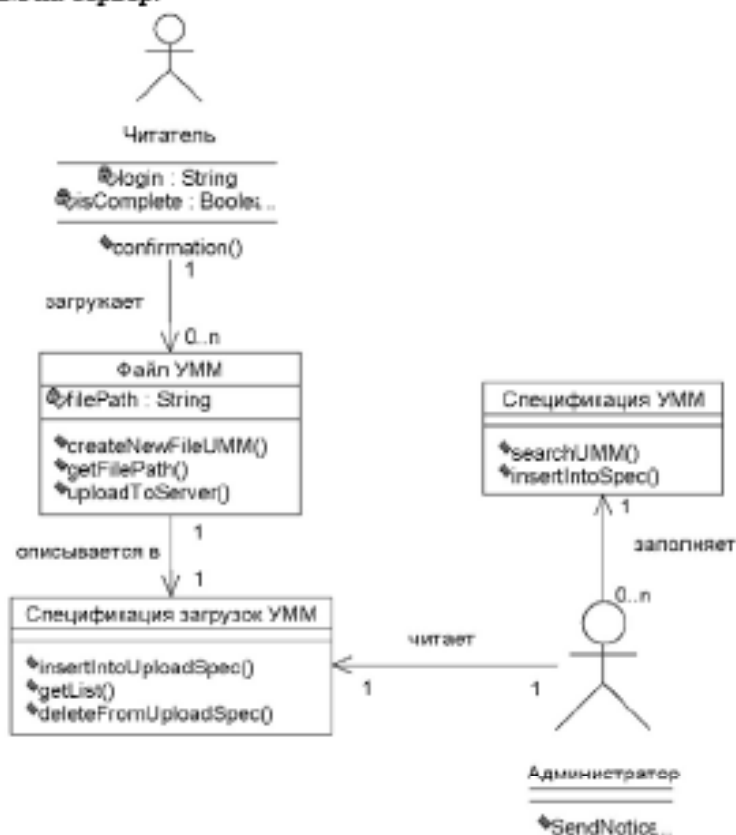 сервер.
Читатель
login : String
isComplete : Boolea...
confirmation()
1
загружает
0..n
Файл УММ
filePath : String
createNewFileUMM()
getFilePath()
uploadToServer()
1
описывается в
1
Спецификация загрузок УММ
insertIntoUploadSpec()
getList()
deleteFromUploadSpec()
Спецификация УММ
searchUMM()
insertIntoSpec()
1
заполняет
0..n
читает
1
1
Администратор
SendNotice...